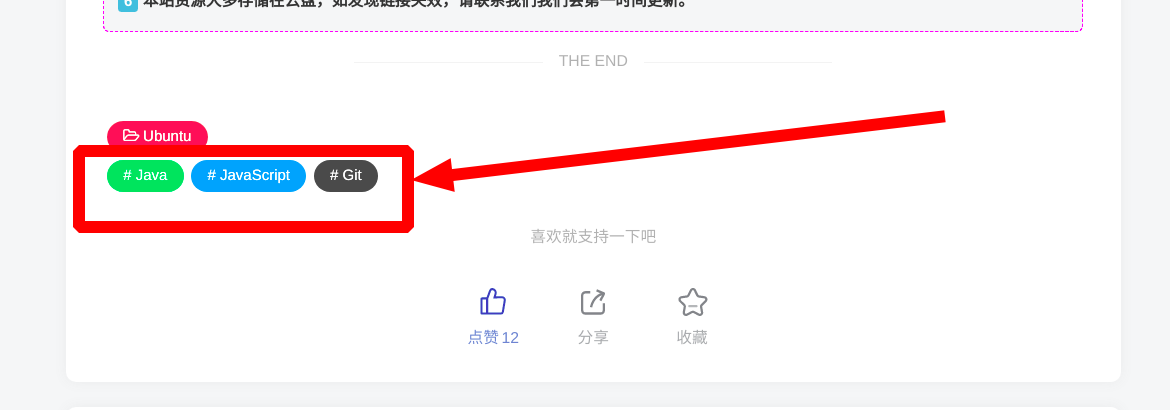 6 本站资源大多存储在云盘，如发现链接失效，请联系我们我们会第一时间更新。
THE END
Ubuntu
# Java # JavaScript # Git
喜欢就支持一下吧
点赞 12 分享 收藏